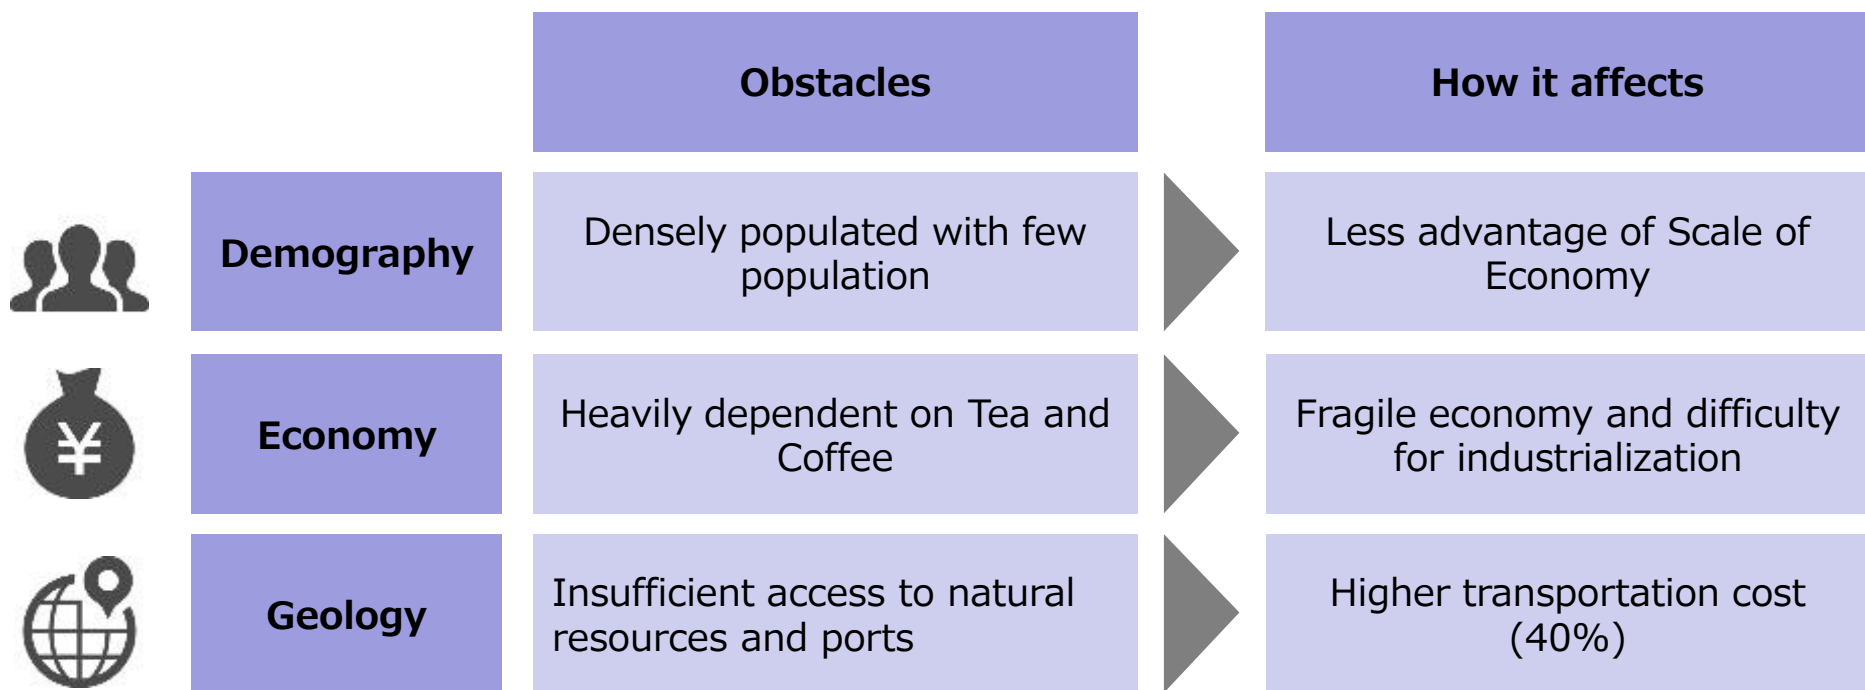 Obstacles
How it affects
Demography
Densely populated with few
population
Less advantage of Scale of
Economy
¥
Economy
Heavily dependent on Tea and
Coffee
Fragile economy and difficulty
for industrialization
Geology
Insufficient access to natural
resources and ports
Higher transportation cost
(40%)